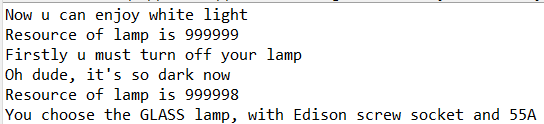 Now u can enjoy white light
Resource of lamp is 999999
Firstly u must turn off your lamp
Oh dude, it's so dark now
Resource of lamp is 999998
You choose the GLASS lamp, with Edison screw socket and 55A